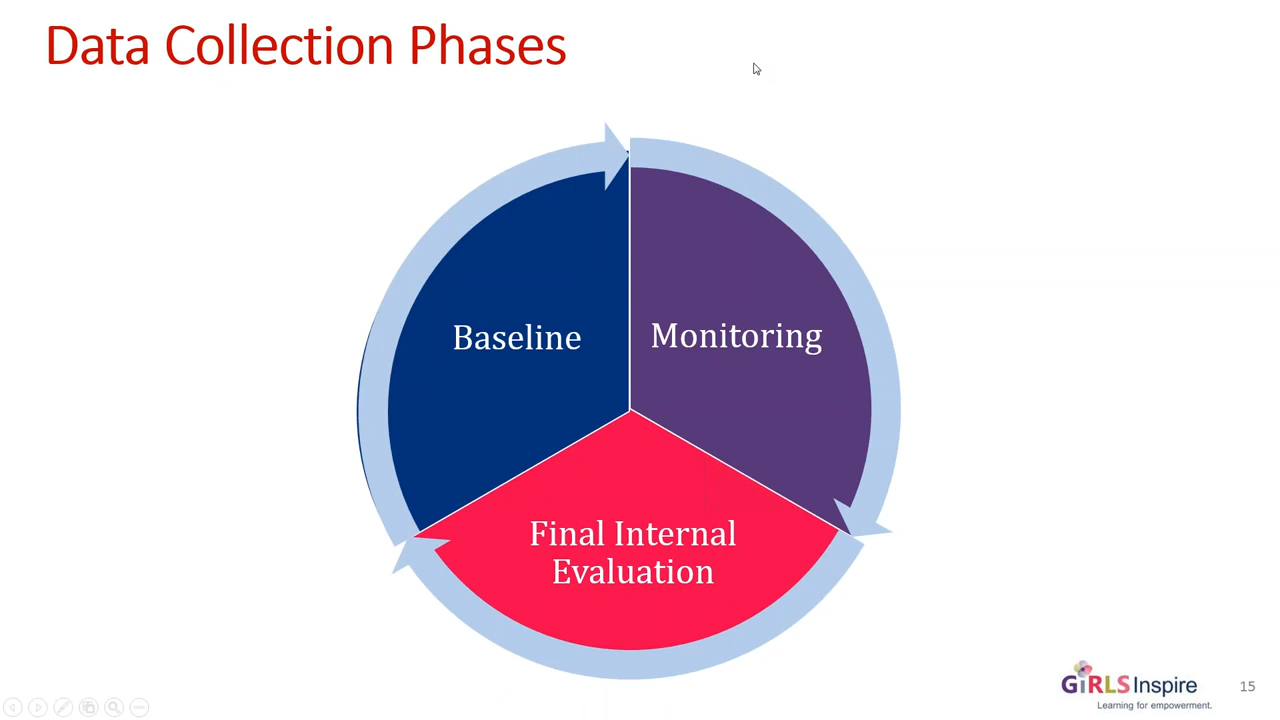 Data Collection Phases
Baseline
Monitoring
Final Internal
Evaluation
GiRLS Inspire
Learning for empowerment.
15